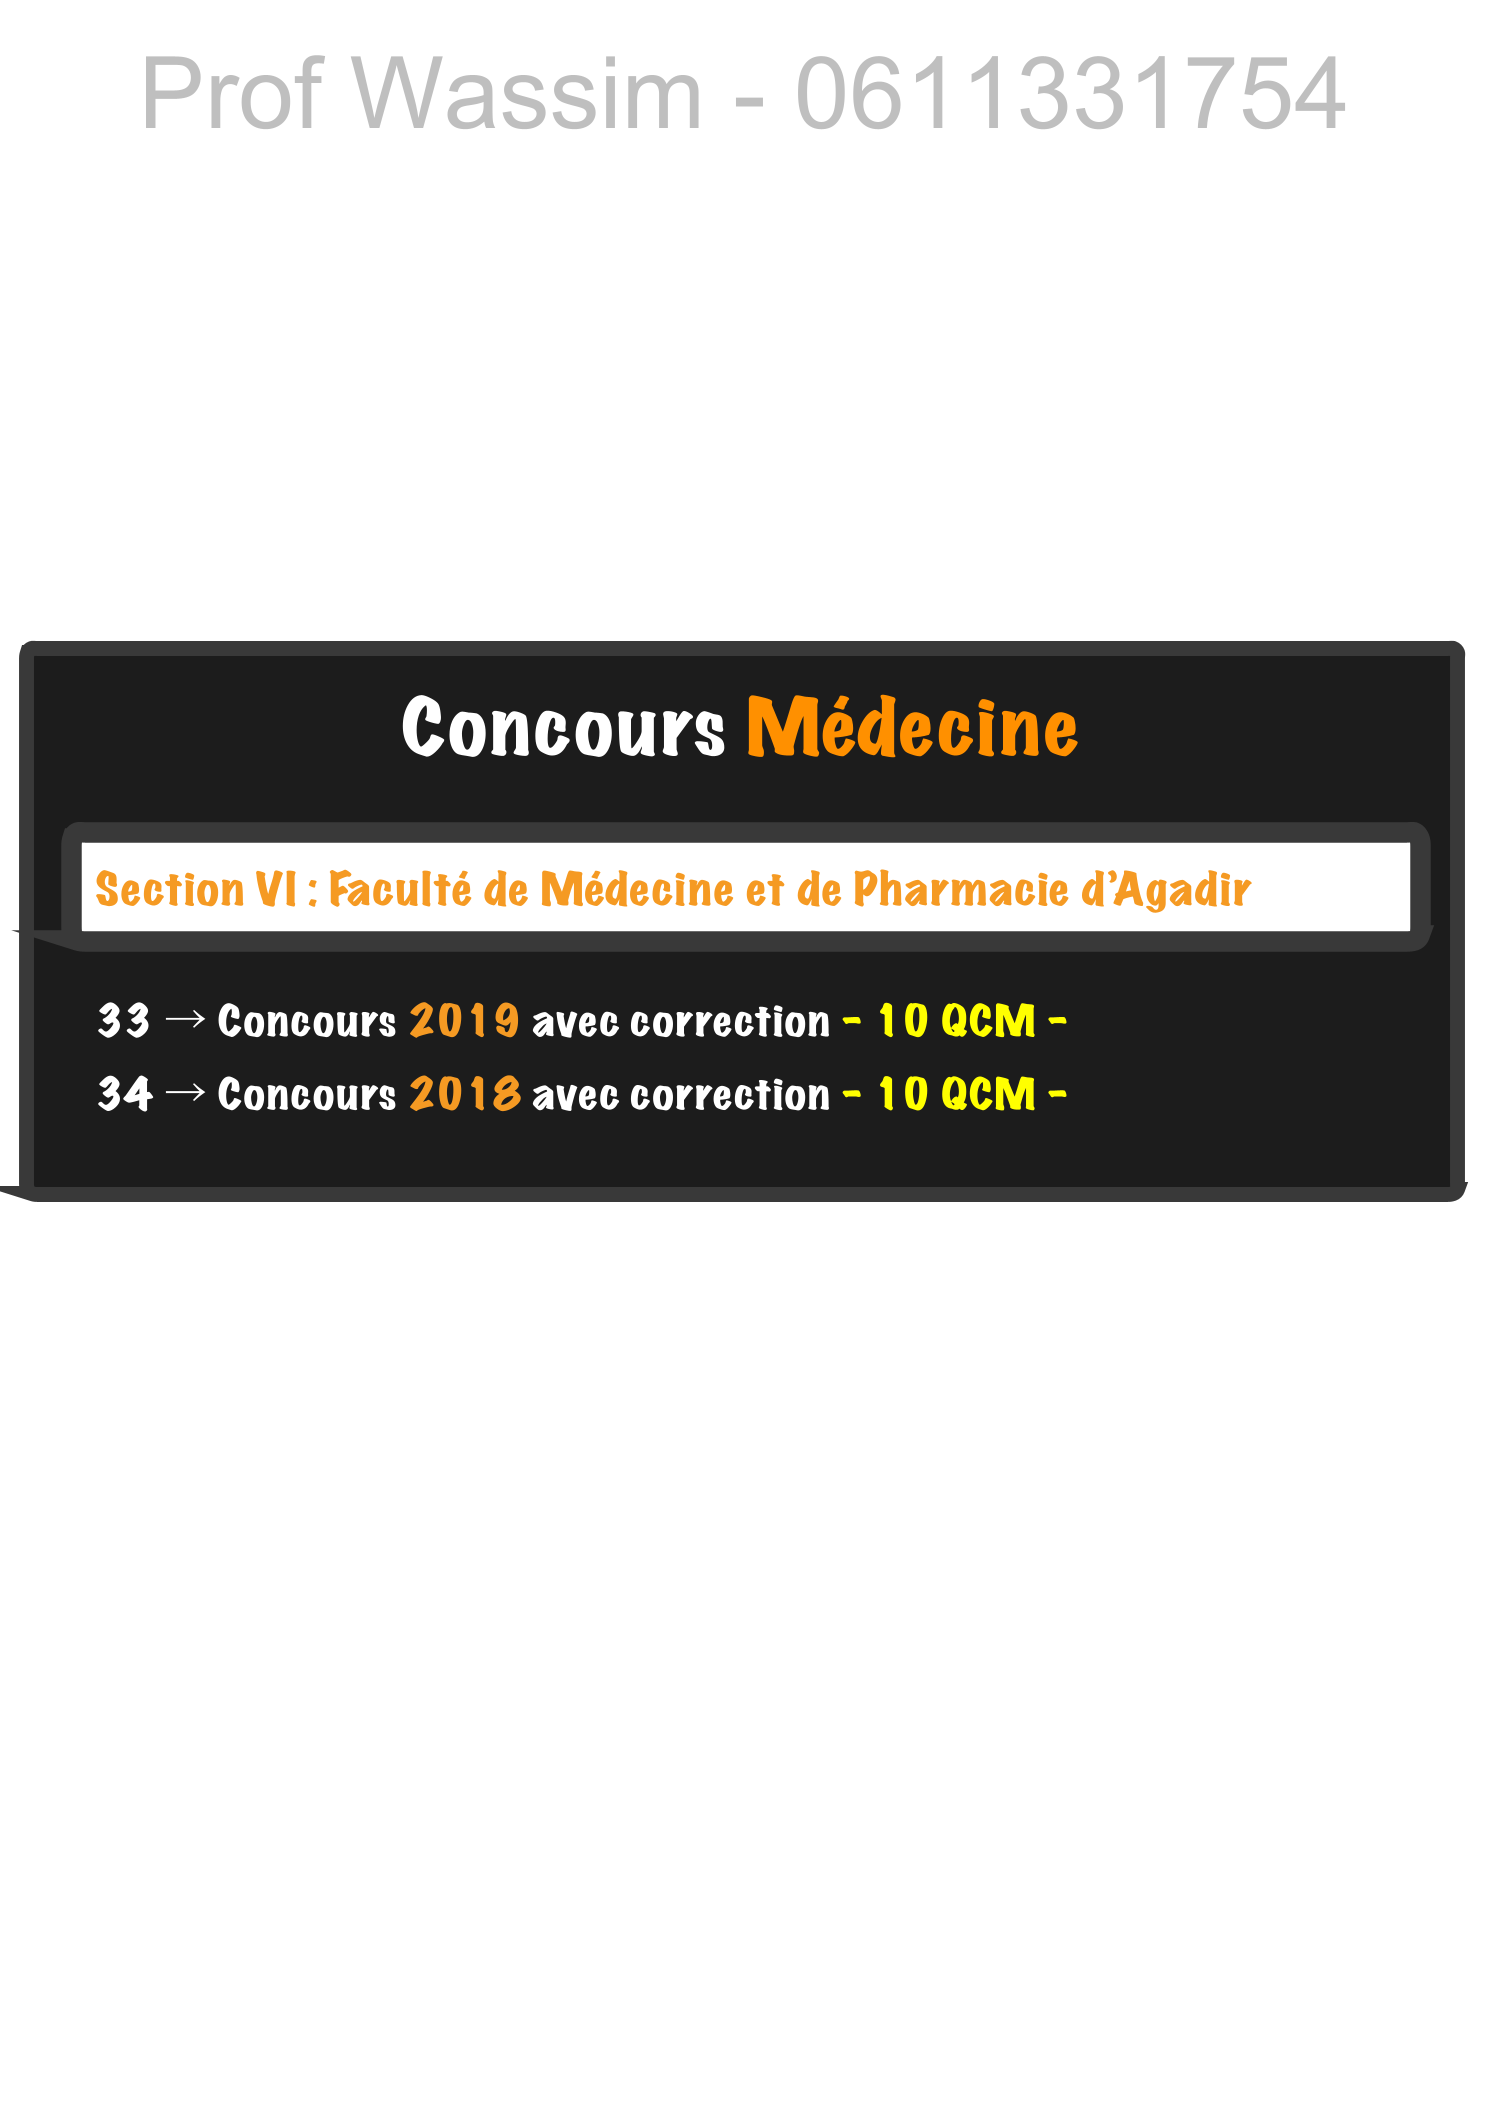 Prof Wassim - 0611331754
Concours Médecine
Section VI : Faculté de Médecine et de Pharmacie d’Agadir
33 → Concours 2019 avec correction - 10 QCM -
34 → Concours 2018 avec correction - 10 QCM -